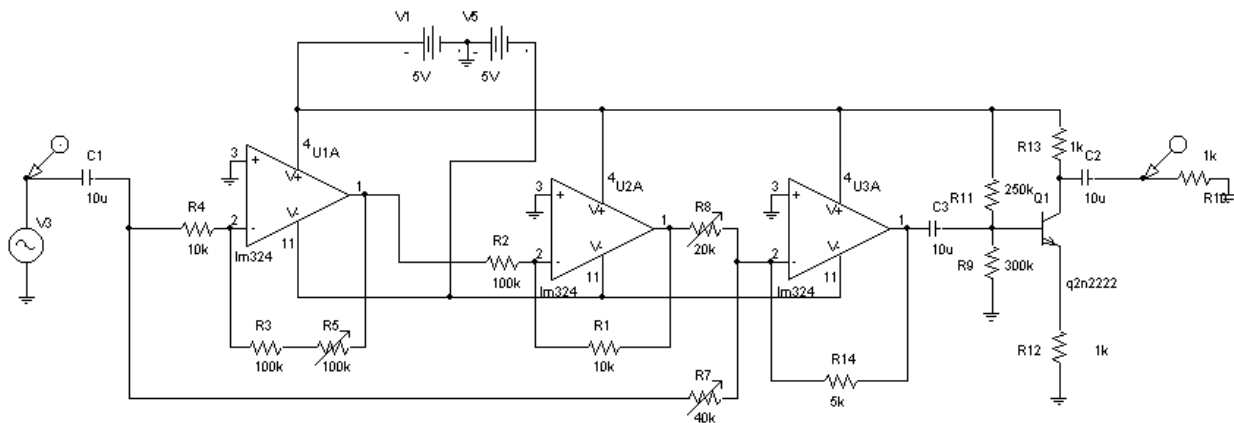 V1 V5
- - - -
5V 5V
C1
10u
V3
R4
10k
3
+
2
-
4
U1A
V+
V-
11
1
lm324
R3
100k
R5
100k
R2
100k
3
+
2
-
4
U2A
V+
V-
11
1
lm324
R1
10k
R8
20k
R7
40k
3
+
2
-
4
U3A
V+
V-
11
1
lm324
R14
5k
C3
10u
R11
250k
R9
300k
R13
1k
C2
10u
Q1
q2n2222
R12
1k
1k
R10